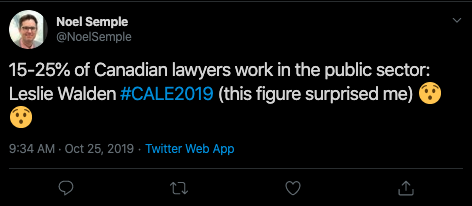 Noel Semple
@NoelSemple
15-25% of Canadian lawyers work in the public sector:
Leslie Walden #CALE2019 (this figure surprised me) 😯
😯
9:34 AM · Oct 25, 2019 · Twitter Web App